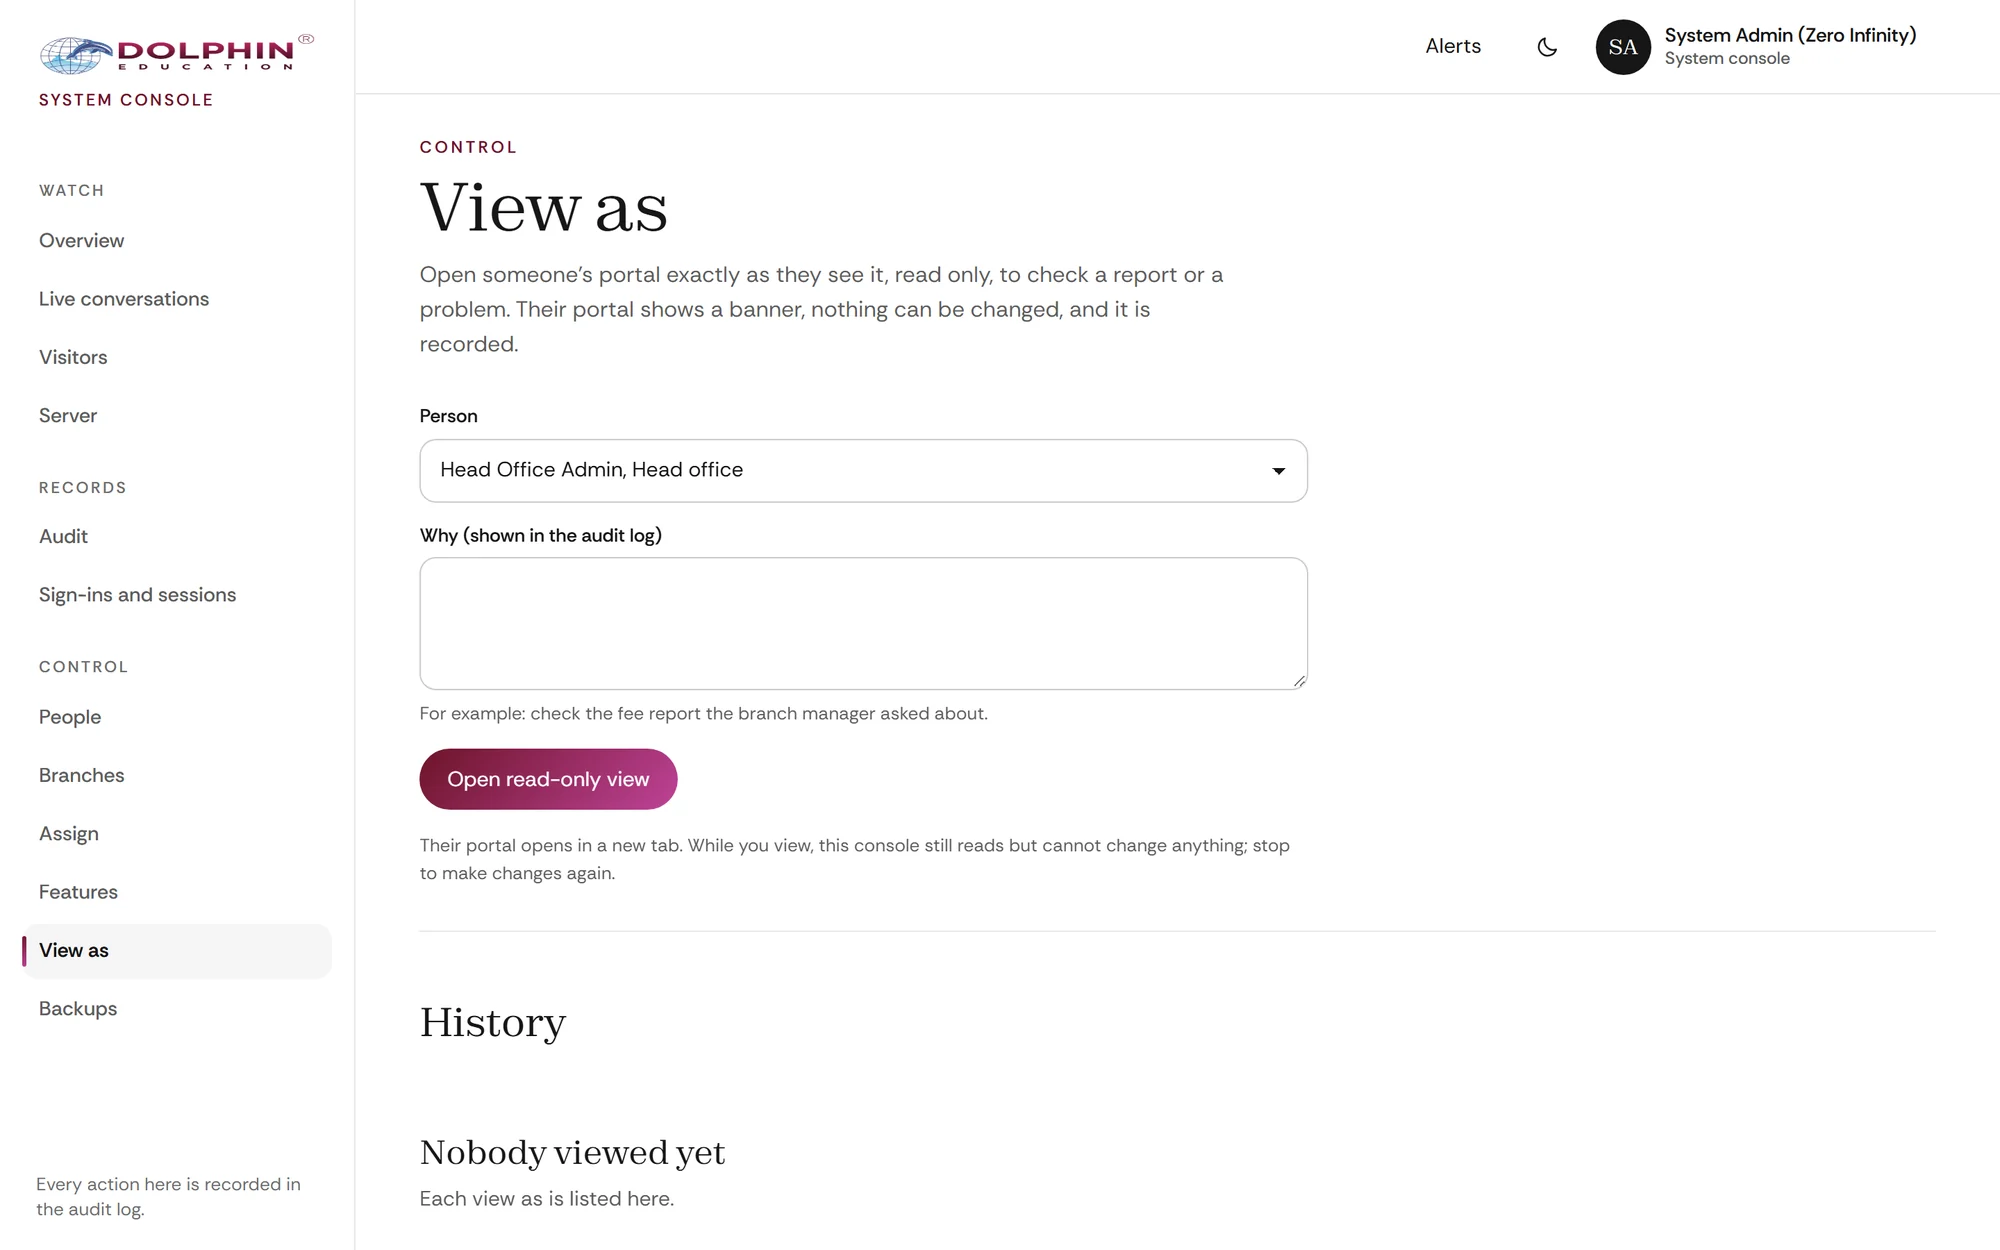 DOLPHIN ®
EDUCATION
SYSTEM CONSOLE
WATCH
Overview
Live conversations
Visitors
Server
RECORDS
Audit
Sign-ins and sessions
CONTROL
People
Branches
Assign
Features
View as
Backups
Every action here is recorded in
the audit log.
Alerts
SA
System Admin (Zero Infinity)
System console
CONTROL
View as
Open someone’s portal exactly as they see it, read only, to check a report or a
problem. Their portal shows a banner, nothing can be changed, and it is
recorded.
Person
Head Office Admin, Head office
Why (shown in the audit log)
For example: check the fee report the branch manager asked about.
Open read-only view
Their portal opens in a new tab. While you view, this console still reads but cannot change anything; stop
to make changes again.
History
Nobody viewed yet
Each view as is listed here.